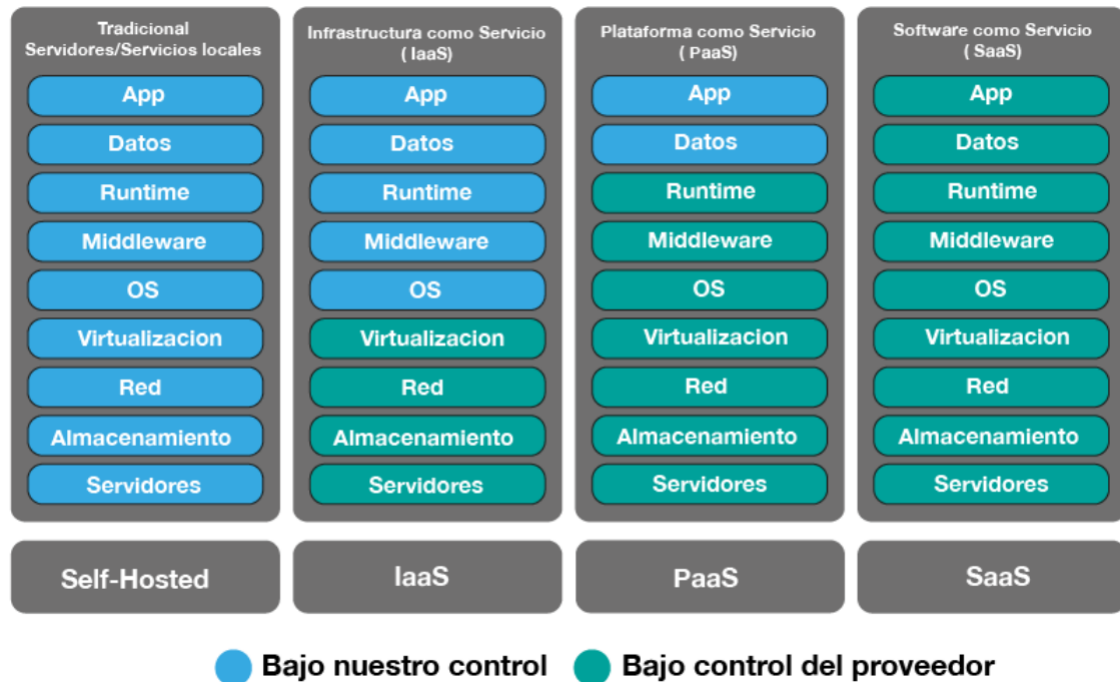 Tradicional
Servidores/Servicios locales
App
Datos
Runtime
Middleware
OS
Virtualizacion
Red
Almacenamiento
Servidores
Self-Hosted
Infrastructura como Servicio
( IaaS)
App
Datos
Runtime
Middleware
OS
Virtualizacion
Red
Almacenamiento
Servidores
IaaS
Plataforma como Servicio
( PaaS)
App
Datos
Runtime
Middleware
OS
Virtualizacion
Red
Almacenamiento
Servidores
PaaS
Software como Servicio
( SaaS)
App
Datos
Runtime
Middleware
OS
Virtualizacion
Red
Almacenamiento
Servidores
SaaS
Bajo nuestro control
Bajo control del proveedor